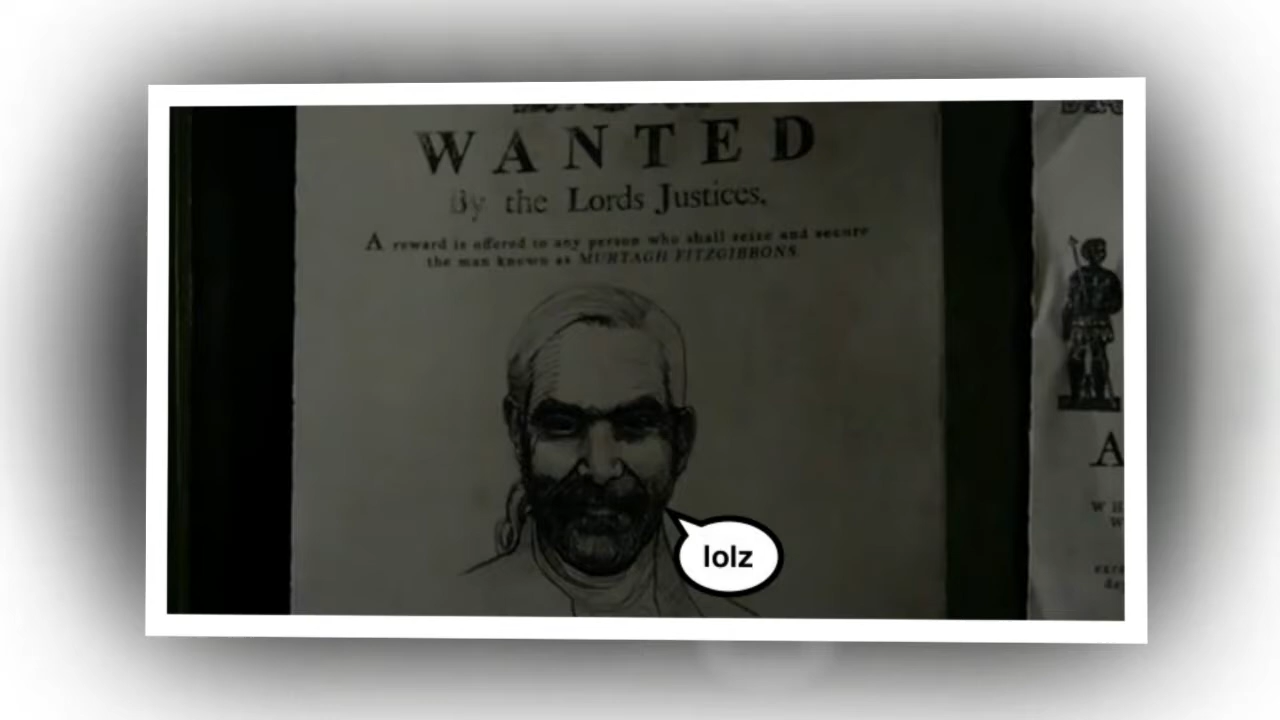 WANTED
By the Lords Justices,
A reward is offered to any person who shall seize and secure
the man known as MURTAGH FITZGIBBONS.
lolz
A